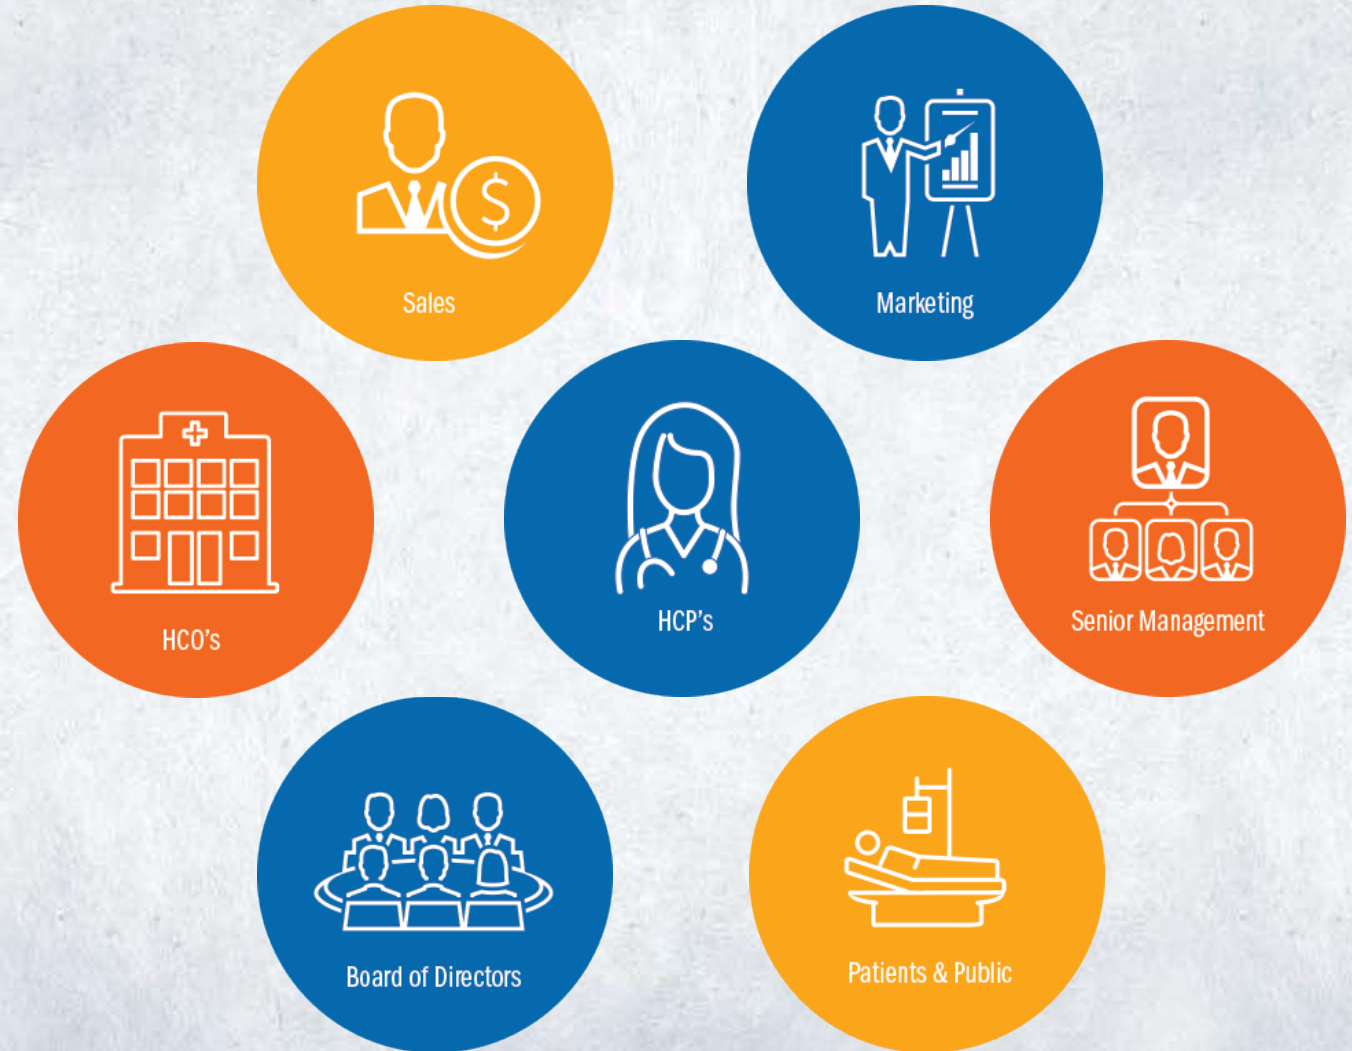 Sales
Marketing
HCO’s
HCP’s
Senior Management
Board of Directors
Patients & Public
$